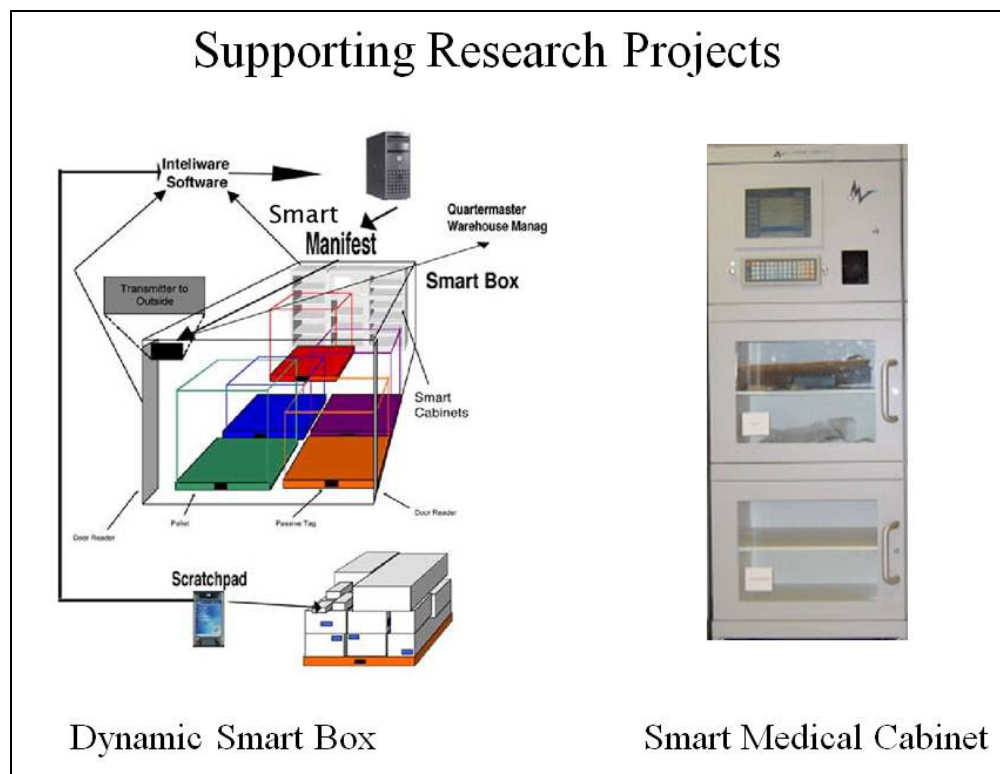 Supporting Research Projects
Inteliware
Software
Smart
Manifest
Quartermaster
Warehouse Manag
Smart Box
Transmitter to
Outside
Smart
Cabinets
Door Reader
Pallet
Passive Tag
Door Reader
Scratchpad
Dynamic Smart Box
Smart Medical Cabinet